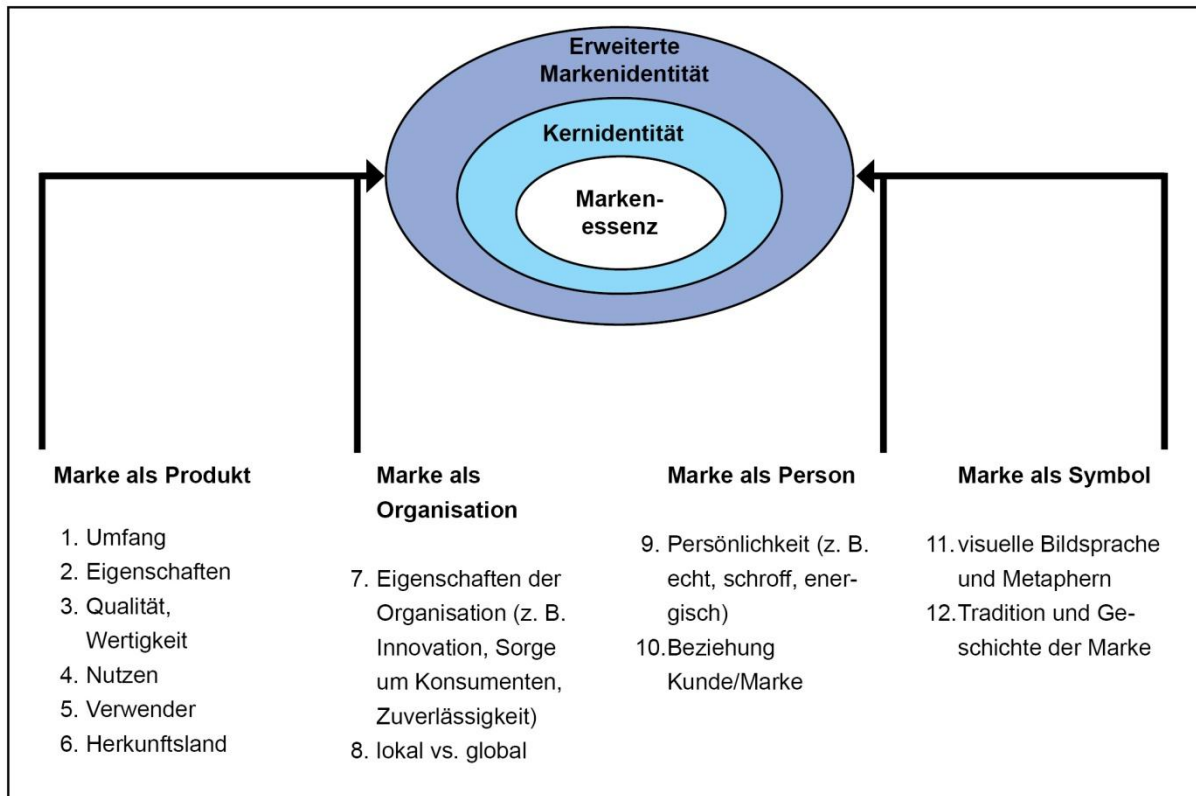 Erweiterte
Markenidentität
Kernidentität
Marken-
essenz
Marke als Produkt
1. Umfang
2. Eigenschaften
3. Qualität,
Wertigkeit
4. Nutzen
5. Verwender
6. Herkunftsland
Marke als
Organisation
7. Eigenschaften der
Organisation (z. B.
Innovation, Sorge
um Konsumenten,
Zuverlässigkeit)
8. lokal vs. global
Marke als Person
9. Persönlichkeit (z. B.
echt, schroff, ener-
gisch)
10. Beziehung
Kunde/Marke
Marke als Symbol
11. visuelle Bildsprache
und Metaphern
12. Tradition und Ge-
schichte der Marke